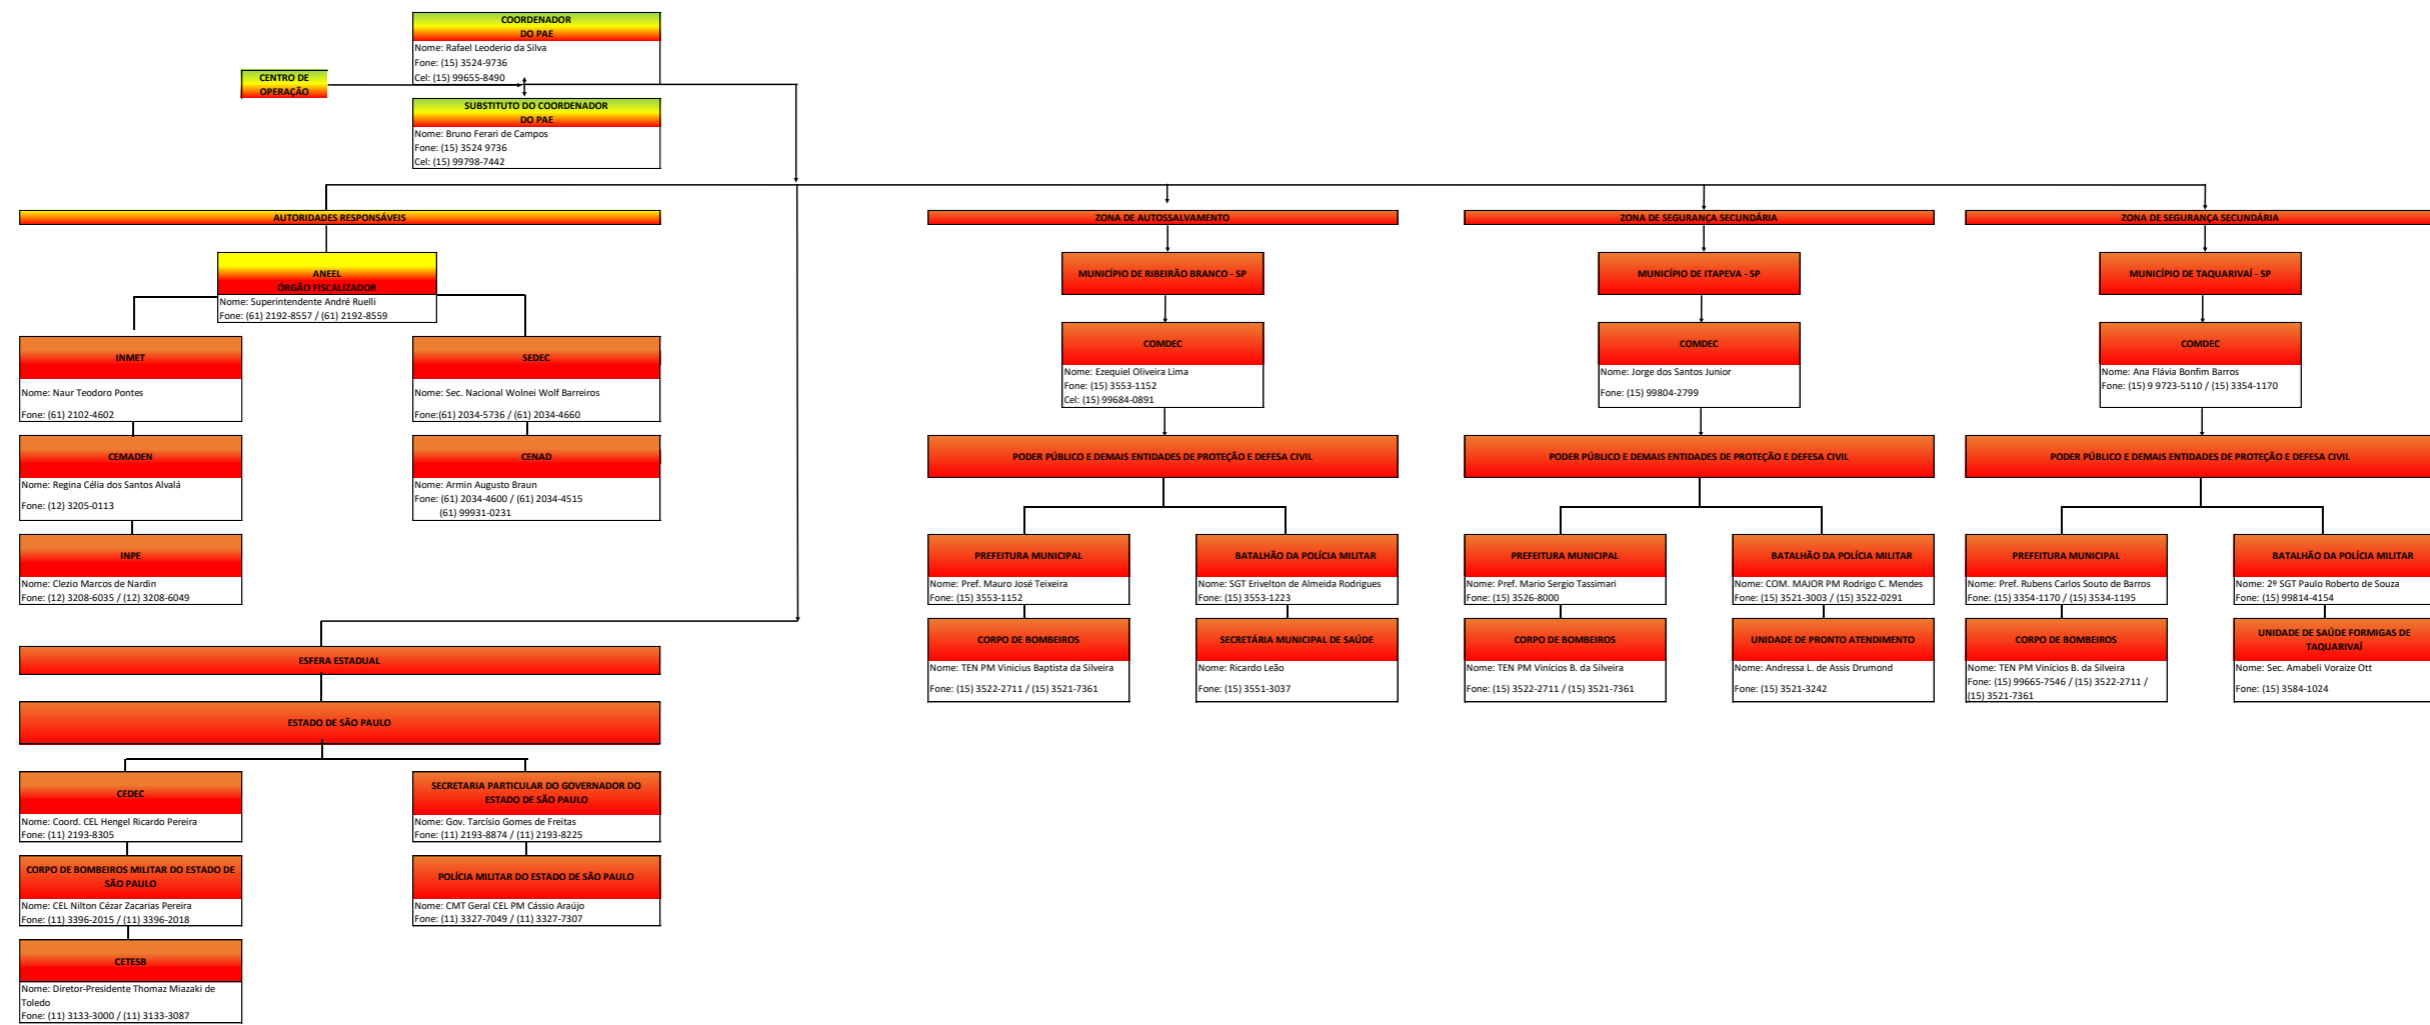 COORDENADOR
DO PAE
Nome: Rafael Leoderio da Silva
Fone: (15) 3524-9736
Cel: (15) 99655-8490
CENTRO DE
OPERAÇÃO
SUBSTITUTO DO COORDENADOR
DO PAE
Nome: Bruno Ferari de Campos
Fone: (15) 3524 9736
Cel: (15) 99798-7442
AUTORIDADES RESPONSÁVEIS
ANEEL
ÓRGÃO FISCALIZADOR
Nome: Superintendente André Ruelli
Fone: (61) 2192-8557 / (61) 2192-8559
INMET
Nome: Naur Teodoro Pontes
Fone: (61) 2102-4602
SEDEC
Nome: Sec. Nacional Wolnei Wolf Barreiros
Fone:(61) 2034-5736 / (61) 2034-4660
CEMADEN
Nome: Regina Célia dos Santos Alvalá
Fone: (12) 3205-0113
CENAD
Nome: Armin Augusto Braun
Fone: (61) 2034-4600 / (61) 2034-4515
(61) 99931-0231
INPE
Nome: Clezio Marcos de Nardin
Fone: (12) 3208-6035 / (12) 3208-6049
ESFERA ESTADUAL
ESTADO DE SÃO PAULO
CEDEC
Nome: Coord. CEL Hengel Ricardo Pereira
Fone: (11) 2193-8305
SECRETARIA PARTICULAR DO GOVERNADOR DO
ESTADO DE SÃO PAULO
Nome: Gov. Tarcísio Gomes de Freitas
Fone: (11) 2193-8874 / (11) 2193-8225
CORPO DE BOMBEIROS MILITAR DO ESTADO DE
SÃO PAULO
Nome: CEL Nilton Cézar Zacarias Pereira
Fone: (11) 3396-2015 / (11) 3396-2018
POLÍCIA MILITAR DO ESTADO DE SÃO PAULO
Nome: CMT Geral CEL PM Cássio Araújo
Fone: (11) 3327-7049 / (11) 3327-7307
CETESB
Nome: Diretor-Presidente Thomaz Miazaki de
Toledo
Fone: (11) 3133-3000 / (11) 3133-3087
ZONA DE AUTOSSALVAMENTO
MUNICÍPIO DE RIBEIRÃO BRANCO - SP
COMDEC
Nome: Ezequiel Oliveira Lima
Fone: (15) 3553-1152
Cel: (15) 99684-0891
PODER PÚBLICO E DEMAIS ENTIDADES DE PROTEÇÃO E DEFESA CIVIL
PREFEITURA MUNICIPAL
Nome: Pref. Mauro José Teixeira
Fone: (15) 3553-1152
BATALHÃO DA POLÍCIA MILITAR
Nome: SGT Erivelton de Almeida Rodrigues
Fone: (15) 3553-1223
CORPO DE BOMBEIROS
Nome: TEN PM Vinicius Baptista da Silveira
Fone: (15) 3522-2711 / (15) 3521-7361
SECRETÁRIA MUNICIPAL DE SAÚDE
Nome: Ricardo Leão
Fone: (15) 3551-3037
ZONA DE SEGURANÇA SECUNDÁRIA
MUNICÍPIO DE ITAPEVA - SP
COMDEC
Nome: Jorge dos Santos Junior
Fone: (15) 99804-2799
PODER PÚBLICO E DEMAIS ENTIDADES DE PROTEÇÃO E DEFESA CIVIL
PREFEITURA MUNICIPAL
Nome: Pref. Mario Sergio Tassimari
Fone: (15) 3526-8000
BATALHÃO DA POLÍCIA MILITAR
Nome: COM. MAJOR PM Rodrigo C. Mendes
Fone: (15) 3521-3003 / (15) 3522-0291
CORPO DE BOMBEIROS
Nome: TEN PM Vinícios B. da Silveira
Fone: (15) 3522-2711 / (15) 3521-7361
UNIDADE DE PRONTO ATENDIMENTO
Nome: Andressa L. de Assis Drumond
Fone: (15) 3521-3242
ZONA DE SEGURANÇA SECUNDÁRIA
MUNICÍPIO DE TAQUARIVAÍ - SP
COMDEC
Nome: Ana Flávia Bonfim Barros
Fone: (15) 9 9723-5110 / (15) 3354-1170
PODER PÚBLICO E DEMAIS ENTIDADES DE PROTEÇÃO E DEFESA CIVIL
PREFEITURA MUNICIPAL
Nome: Pref. Rubens Carlos Souto de Barros
Fone: (15) 3354-1170 / (15) 3534-1195
BATALHÃO DA POLÍCIA MILITAR
Nome: 2º SGT Paulo Roberto de Souza
Fone: (15) 99814-4154
CORPO DE BOMBEIROS
Nome: TEN PM Vinícios B. da Silveira
Fone: (15) 99665-7546 / (15) 3522-2711 /
(15) 3521-7361
UNIDADE DE SAÚDE FORMIGAS DE
TAQUARIVAÍ
Nome: Sec. Amabeli Voraize Ott
Fone: (15) 3584-1024